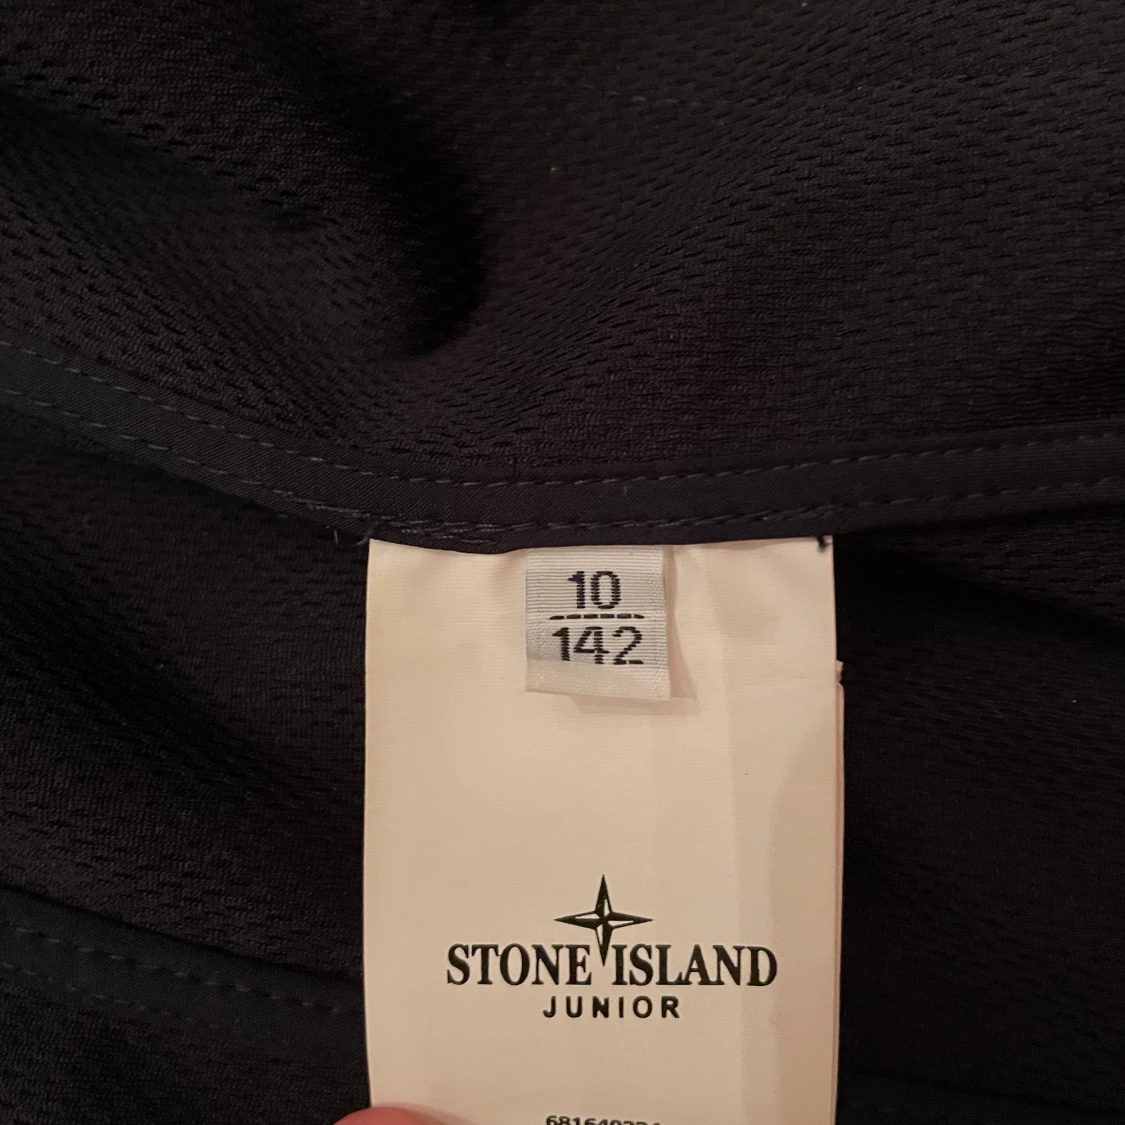 10
142
STONE ISLAND
JUNIOR